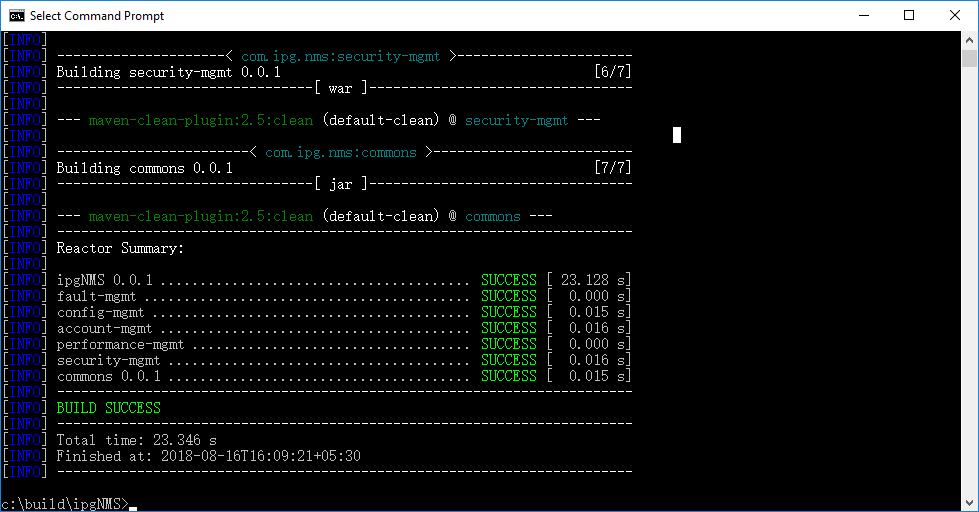 Select Command Prompt
[INFO]
[INFO] ---------------------< com.ipg.nms:security-mgmt >----------------------
[INFO] Building security-mgmt 0.0.1 [6/7]
[INFO] --------------------------------[ war ]---------------------------------
[INFO]
[INFO] --- maven-clean-plugin:2.5:clean (default-clean) @ security-mgmt ---
[INFO]
[INFO] ------------------------< com.ipg.nms:commons >-------------------------
[INFO] Building commons 0.0.1 [7/7]
[INFO] --------------------------------[ jar ]---------------------------------
[INFO]
[INFO] --- maven-clean-plugin:2.5:clean (default-clean) @ commons ---
[INFO] ------------------------------------------------------------------------
[INFO] Reactor Summary:
[INFO]
[INFO] ipgNMS 0.0.1 ....................................... SUCCESS [ 23.128 s]
[INFO] fault-mgmt ......................................... SUCCESS [  0.000 s]
[INFO] config-mgmt ........................................ SUCCESS [  0.015 s]
[INFO] account-mgmt ....................................... SUCCESS [  0.016 s]
[INFO] performance-mgmt ................................... SUCCESS [  0.000 s]
[INFO] security-mgmt ...................................... SUCCESS [  0.016 s]
[INFO] commons 0.0.1 ...................................... SUCCESS [  0.015 s]
[INFO] ------------------------------------------------------------------------
[INFO] BUILD SUCCESS
[INFO] ------------------------------------------------------------------------
[INFO] Total time: 23.346 s
[INFO] Finished at: 2018-08-16T16:09:21+05:30
[INFO] ------------------------------------------------------------------------
c:\build\ipgNMS>